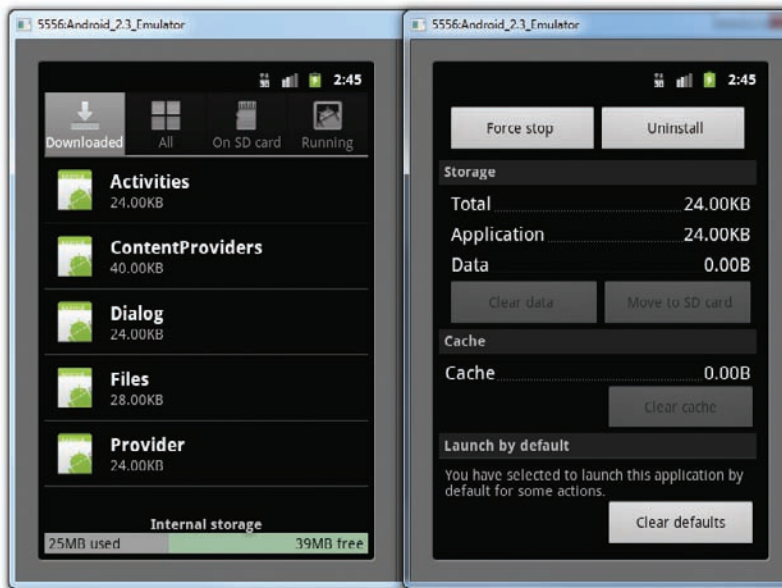 5556:Android_2.3_Emulator
2:45
Downloaded
All
On SD card
Running
Activities
24.00KB
ContentProviders
40.00KB
Dialog
24.00KB
Files
28.00KB
Provider
24.00KB
Internal storage
25MB used
39MB free
5556:Android_2.3_Emulator
2:45
Force stop
Uninstall
Storage
Total 24.00KB
Application 24.00KB
Data 0.00B
Clear data
Move to SD card
Cache
Cache 0.00B
Clear cache
Launch by default
You have selected to launch this application by
default for some actions.
Clear defaults